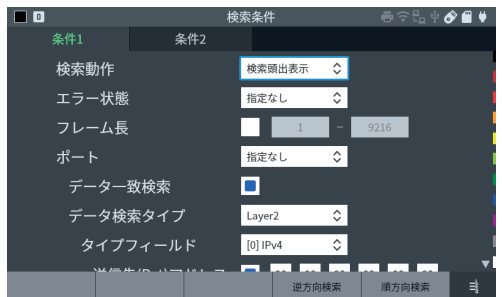 0 検索条件
条件1 条件2
検索動作 検索頭出表示
エラー状態 指定なし
フレーム長 1 － 9216
ポート 指定なし
データ一致検索
データ検索タイプ Layer2
タイプフィールド [0] IPv4
逆方向検索 順方向検索